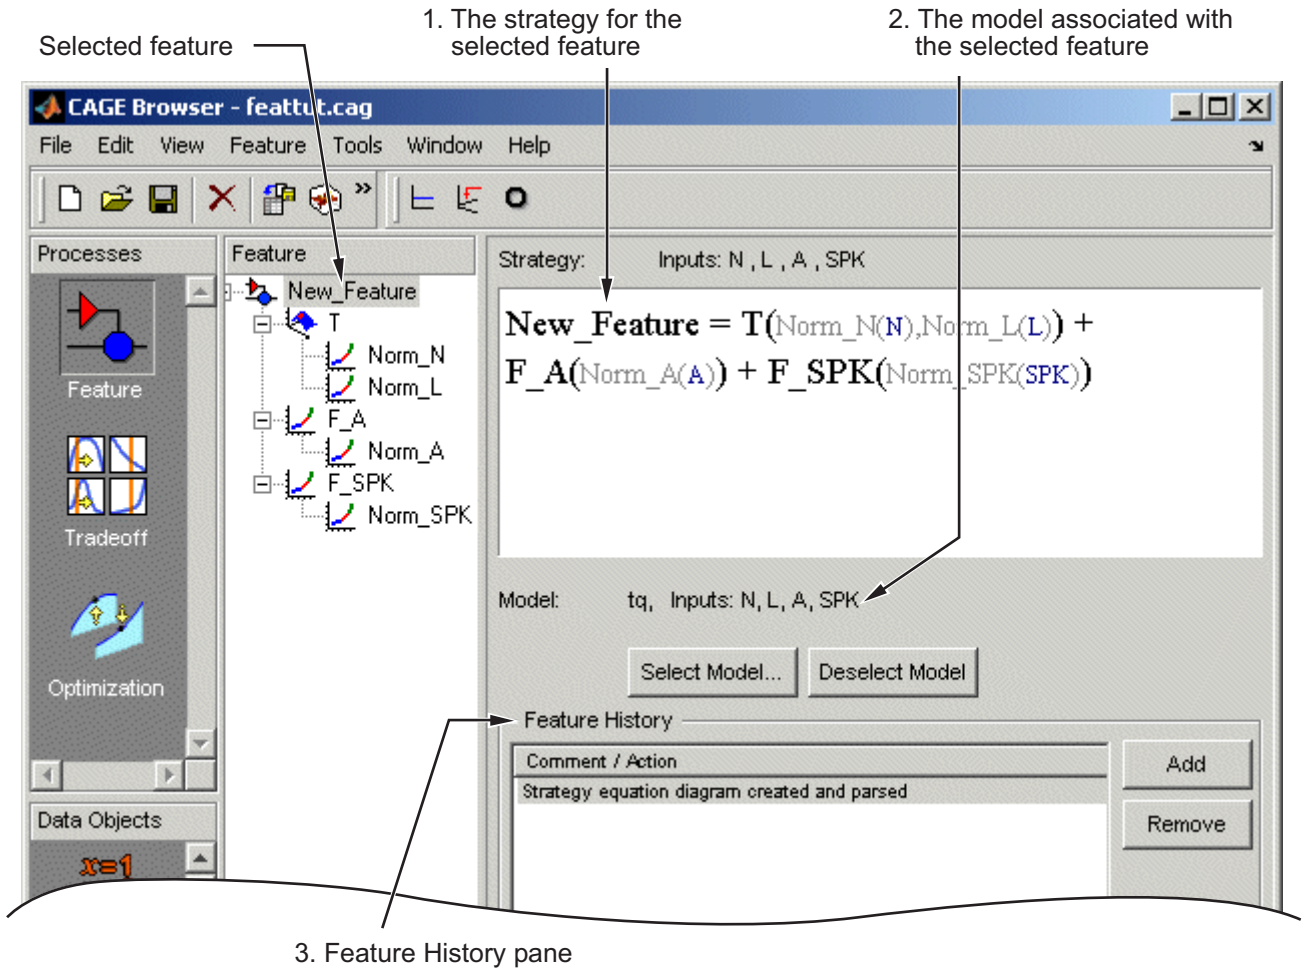 1. The strategy for the
selected feature
2. The model associated with
the selected feature
Selected feature
CAGE Browser - feattut.cag
File Edit View Feature Tools Window Help
Processes
Feature
Tradeoff
Optimization
Data Objects
x=1
Feature
New_Feature
T
Norm_N
Norm_L
F_A
Norm_A
F_SPK
Norm_SPK
Strategy: Inputs: N , L , A , SPK
New_Feature = T(Norm_N(N),Norm_L(L)) +
F_A(Norm_A(A)) + F_SPK(Norm_SPK(SPK))
Model: tq, Inputs: N, L, A, SPK
Select Model... Deselect Model
Feature History
Comment / Action
Strategy equation diagram created and parsed
Add
Remove
3. Feature History pane